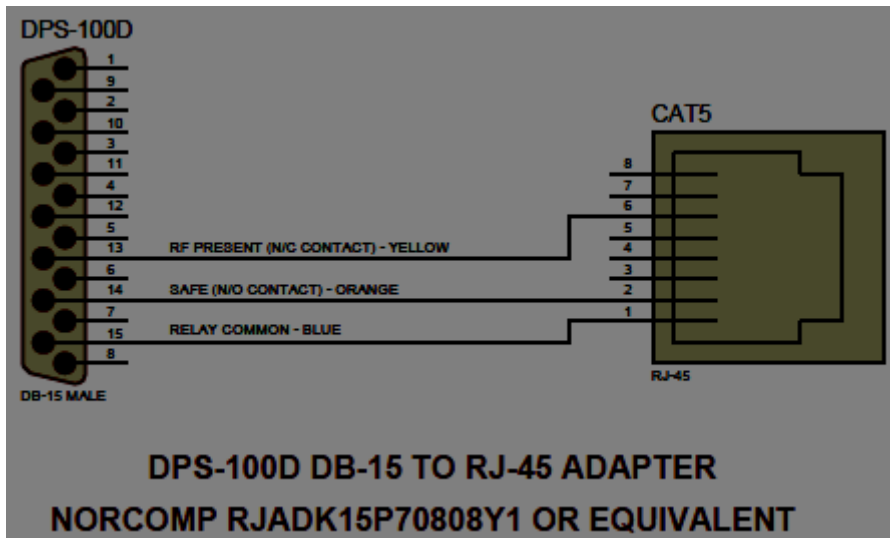 DPS-100D
1
9
2
10
3
11
4
12
5
13
6
14
7
15
8
DB-15 MALE
RF PRESENT (N/C CONTACT) - YELLOW
SAFE (N/O CONTACT) - ORANGE
RELAY COMMON - BLUE
CAT5
8
7
6
5
4
3
2
1
RJ-45
DPS-100D DB-15 TO RJ-45 ADAPTER
NORCOMP RJADK15P70808Y1 OR EQUIVALENT